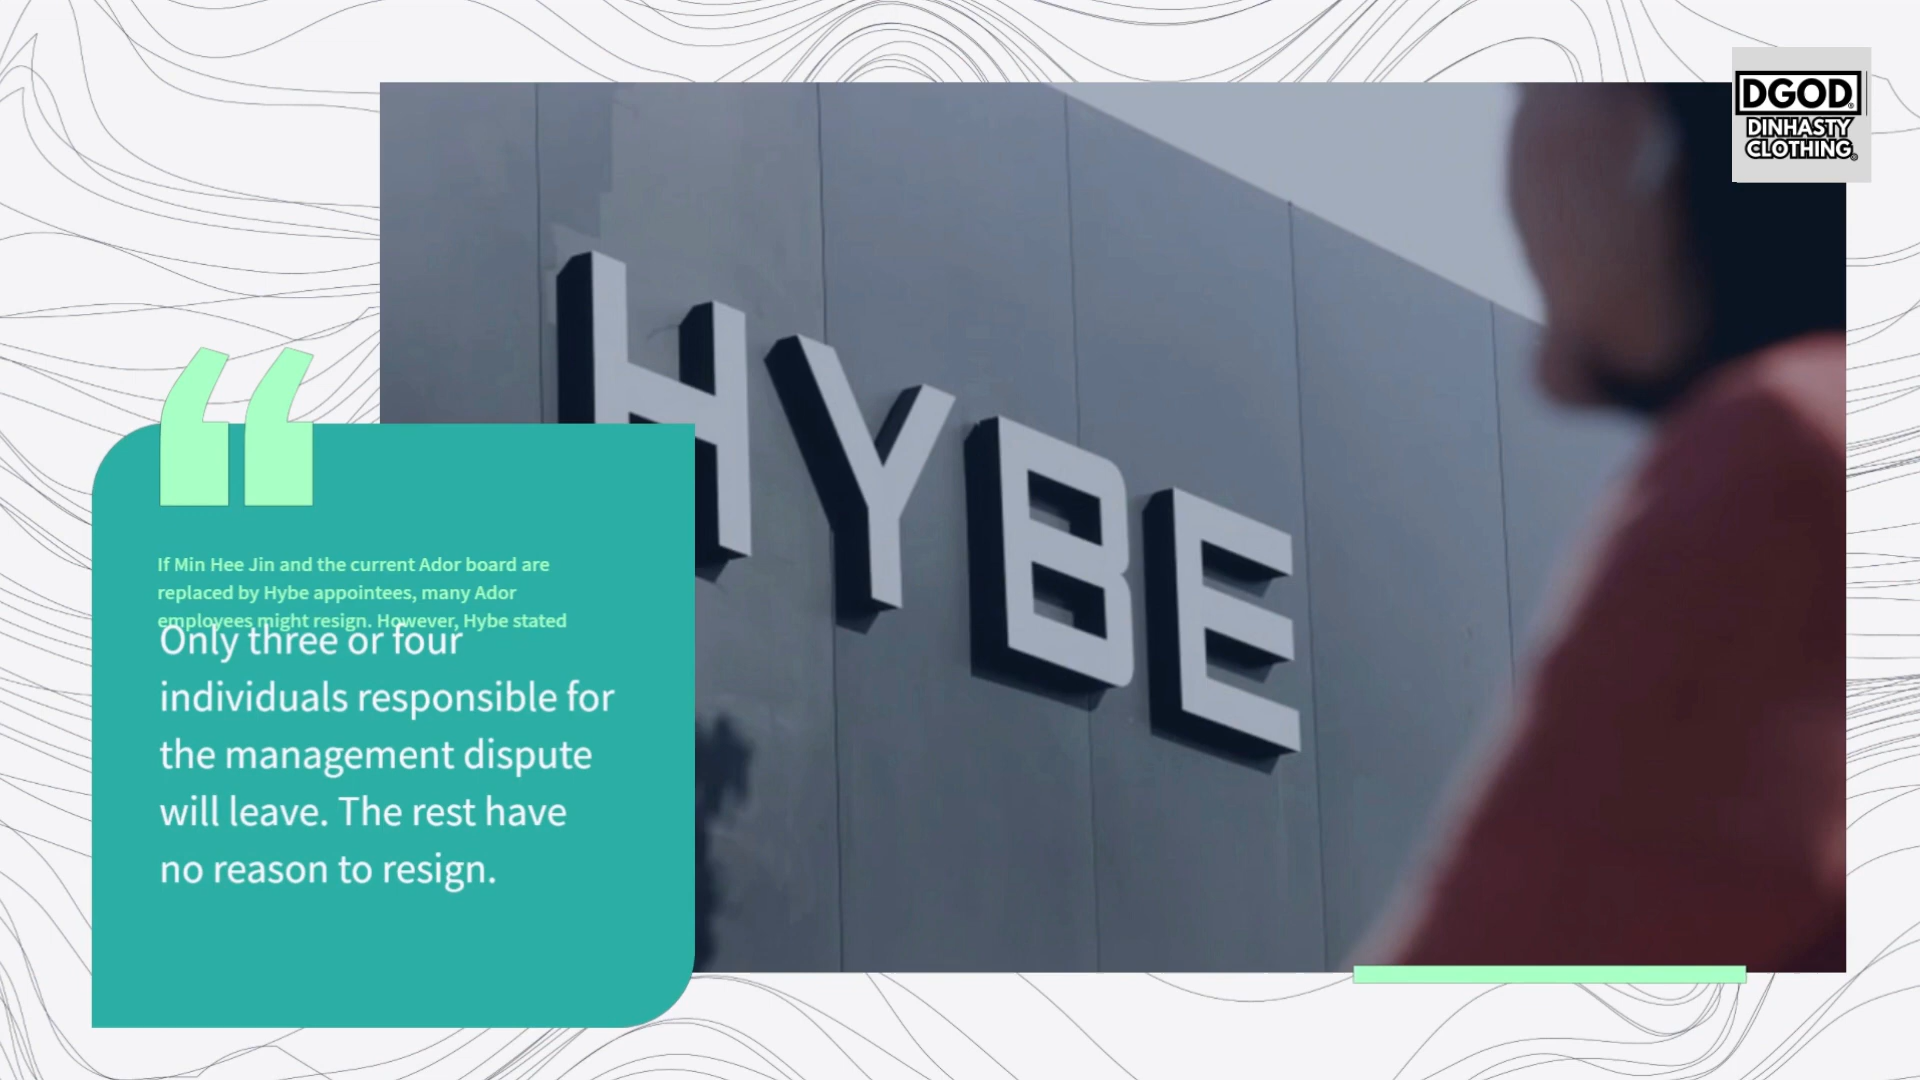 DGOD
DINHASTY
CLOTHING
HYBE
If Min Hee Jin and the current Ador board are
replaced by Hybe appointees, many Ador
employees might resign. However, Hybe stated
Only three or four
individuals responsible for
the management dispute
will leave. The rest have
no reason to resign.